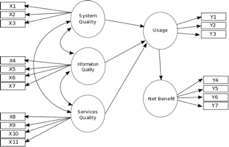 X1
X2
X3
System
Quality
X4
X5
X6
X7
Information
Quality
X8
X9
X10
X11
Services
Quality
Usage
Y1
Y2
Y3
Net Benefit
Y4
Y5
Y6
Y7